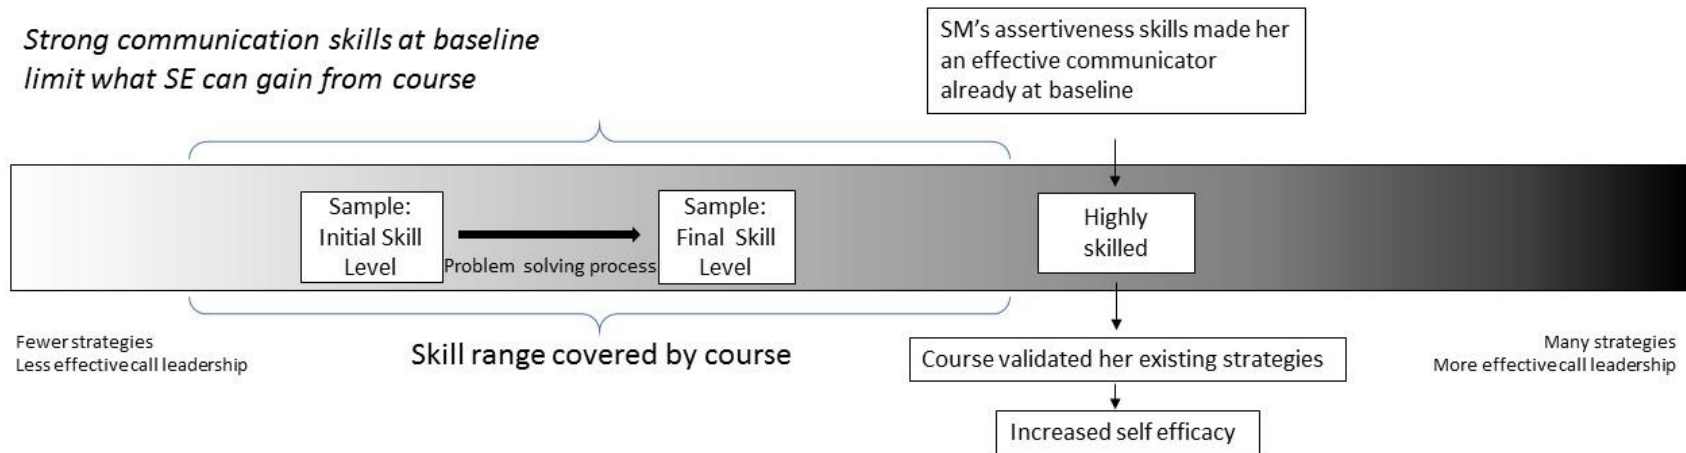 Strong communication skills at baseline
limit what SE can gain from course
SM’s assertiveness skills made her
an effective communicator
already at baseline
Sample:
Initial Skill
Level
Problem solving process
Sample:
Final Skill
Level
Highly
skilled
Fewer strategies
Less effective call leadership
Skill range covered by course
Course validated her existing strategies
Increased self efficacy
Many strategies
More effective call leadership